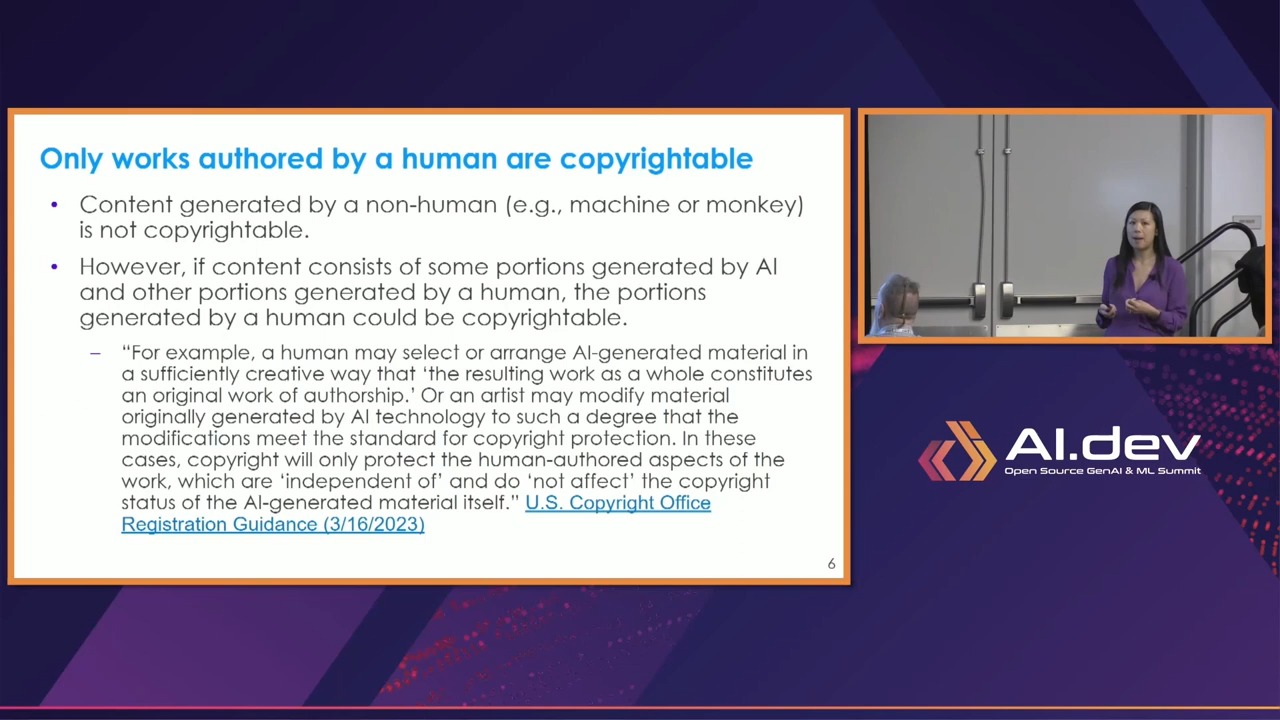 Only works authored by a human are copyrightable
• Content generated by a non-human (e.g., machine or monkey)
is not copyrightable.
• However, if content consists of some portions generated by AI
and other portions generated by a human, the portions
generated by a human could be copyrightable.
– “For example, a human may select or arrange AI-generated material in
a sufficiently creative way that ‘the resulting work as a whole constitutes
an original work of authorship.’ Or an artist may modify material
originally generated by AI technology to such a degree that the
modifications meet the standard for copyright protection. In these
cases, copyright will only protect the human-authored aspects of the
work, which are ‘independent of’ and do ‘not affect’ the copyright
status of the AI-generated material itself.” U.S. Copyright Office
Registration Guidance (3/16/2023)
6
AI.dev
Open Source GenAI & ML Summit